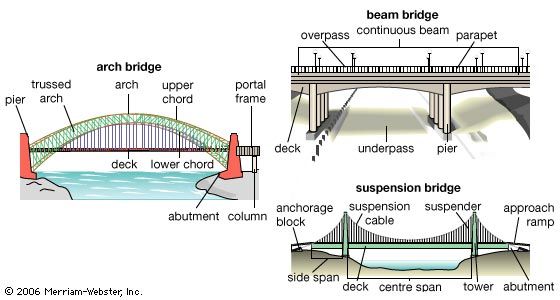 arch bridge
trussed
arch
arch
upper
chord
portal
frame
pier
deck
lower chord
abutment
column
beam bridge
continuous beam
overpass
parapet
deck
underpass
pier
suspension bridge
anchorage
block
suspension
cable
suspender
approach
ramp
side span
deck
centre span
tower
abutment
© 2006 Merriam-Webster, Inc.